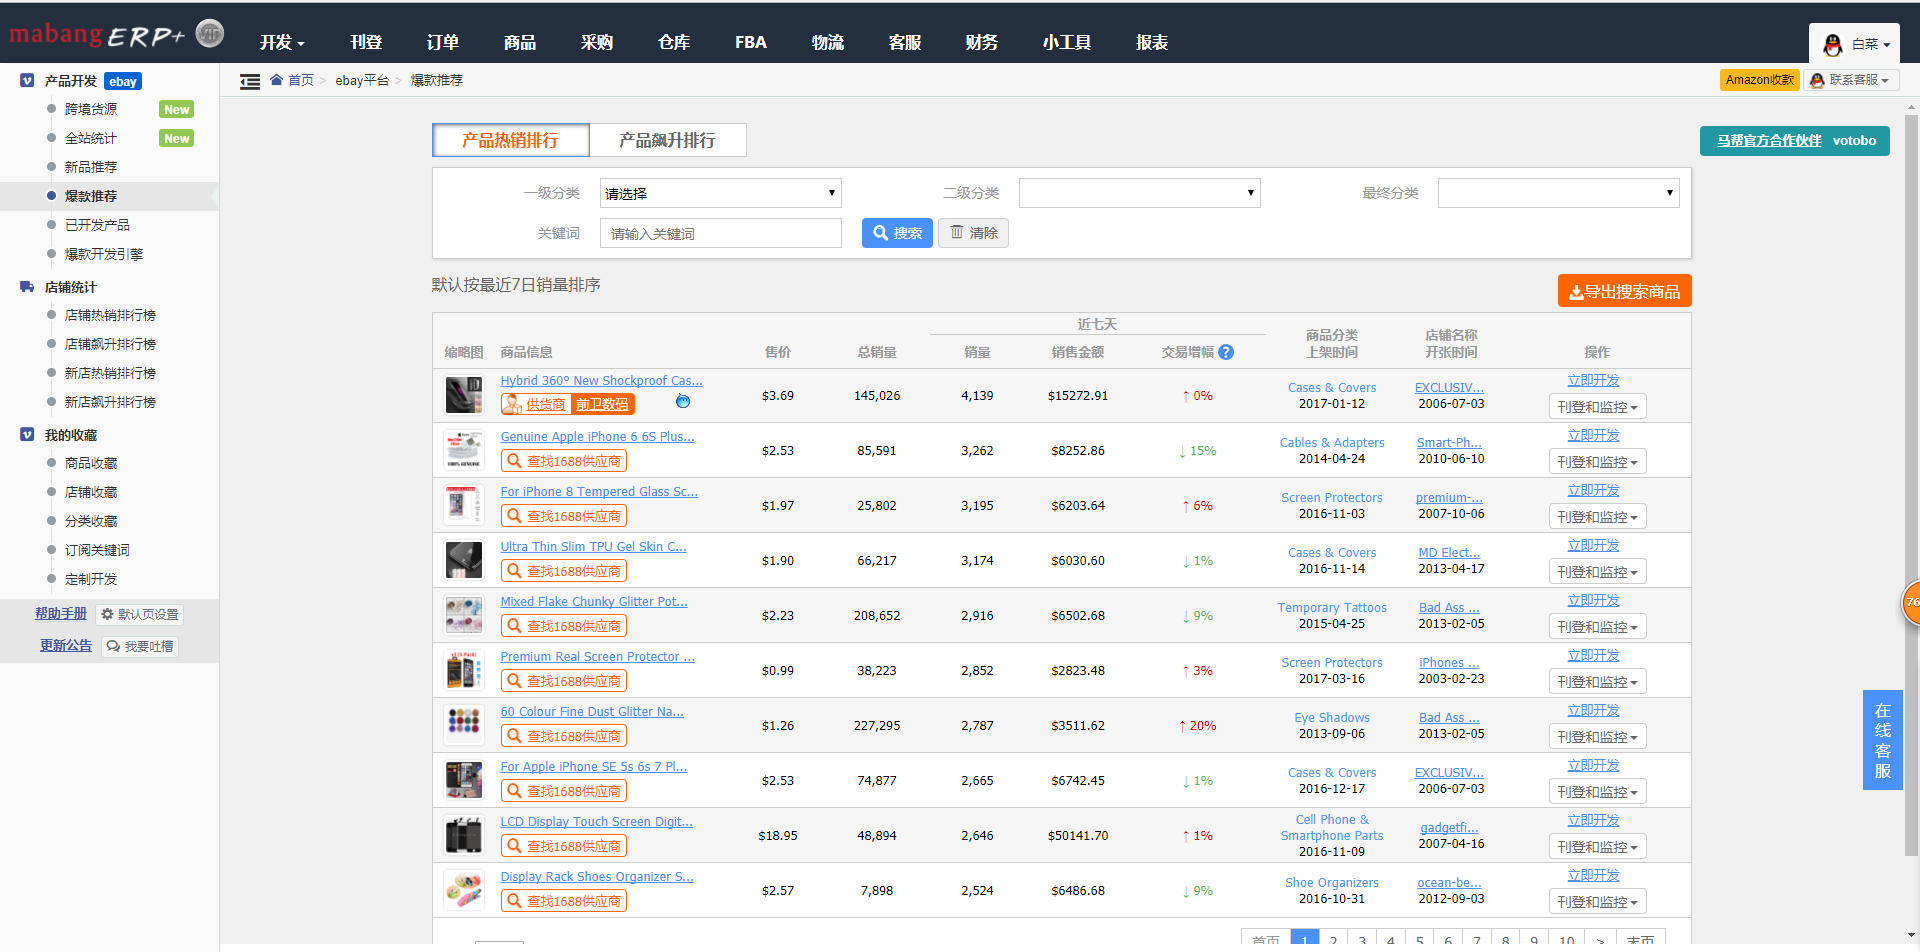 mabang ERP+ VIP 开发 刊登 订单 商品 采购 仓库 FBA 物流 客服 财务 小工具 报表 白菜
产品开发 ebay
跨境货源 New
全站统计 New
新品推荐
爆款推荐
已开发产品
爆款开发引擎
店铺统计
店铺热销排行榜
店铺飙升排行榜
新店热销排行榜
新店飙升排行榜
我的收藏
商品收藏
店铺收藏
分类收藏
订阅关键词
定制开发
帮助手册 默认页设置
更新公告 我要吐槽
首页 > ebay平台 > 爆款推荐 Amazon收款 联系客服
产品热销排行 产品飙升排行
马帮官方合作伙伴 votobo
一级分类 请选择 二级分类 最终分类
关键词 请输入关键词 搜索 清除
默认按最近7日销量排序 导出搜索商品
近七天
缩略图 商品信息 售价 总销量 销量 销售金额 交易增幅 ? 商品分类 上架时间 店铺名称 开张时间 操作
Hybrid 360° New Shockproof Cas... $3.69 145,026 4,139 $15272.91 ↑ 0% Cases & Covers EXCLUSIV... 立即开发
供货商 前卫数码 2017-01-12 2006-07-03 刊登和监控
Genuine Apple iPhone 6 6S Plus... $2.53 85,591 3,262 $8252.86 ↓ 15% Cables & Adapters Smart-Ph... 立即开发
100% GENUINE 查找1688供应商 2014-04-24 2010-06-10 刊登和监控
For iPhone 8 Tempered Glass Sc... $1.97 25,802 3,195 $6203.64 ↑ 6% Screen Protectors premium-... 立即开发
查找1688供应商 2016-11-03 2007-10-06 刊登和监控
Ultra Thin Slim TPU Gel Skin C... $1.90 66,217 3,174 $6030.60 ↓ 1% Cases & Covers MD Elect... 立即开发
查找1688供应商 2016-11-14 2013-04-17 刊登和监控
Mixed Flake Chunky Glitter Pot... $2.23 208,652 2,916 $6502.68 ↓ 9% Temporary Tattoos Bad Ass ... 立即开发
查找1688供应商 2015-04-25 2013-02-05 刊登和监控
Premium Real Screen Protector ... $0.99 38,223 2,852 $2823.48 ↑ 3% Screen Protectors iPhones ... 立即开发
查找1688供应商 2017-03-16 2003-02-23 刊登和监控
60 Colour Fine Dust Glitter Na... $1.26 227,295 2,787 $3511.62 ↑ 20% Eye Shadows Bad Ass ... 立即开发
查找1688供应商 2013-09-06 2013-02-05 刊登和监控
For Apple iPhone SE 5s 6s 7 Pl... $2.53 74,877 2,665 $6742.45 ↓ 1% Cases & Covers EXCLUSIV... 立即开发
查找1688供应商 2016-12-17 2006-07-03 刊登和监控
LCD Display Touch Screen Digit... $18.95 48,894 2,646 $50141.70 ↑ 1% Cell Phone & Smartphone Parts gadgetfi... 立即开发
查找1688供应商 2016-11-09 2007-04-16 刊登和监控
Display Rack Shoes Organizer S... $2.57 7,898 2,524 $6486.68 ↓ 9% Shoe Organizers ocean-be... 立即开发
查找1688供应商 2016-10-31 2012-09-03 刊登和监控
首页 1 2 3 4 5 6 7 8 9 10 > 末页
76
在线客服